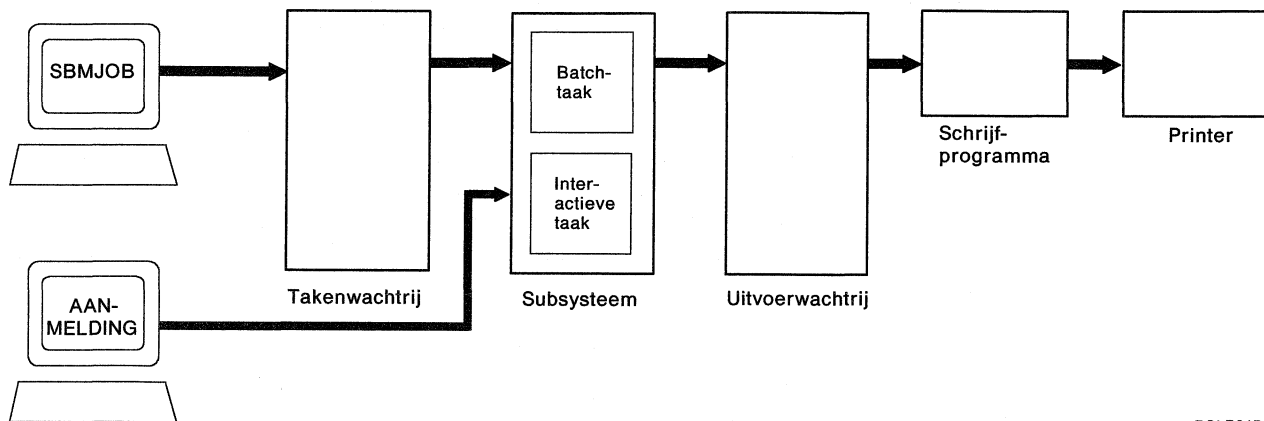 SBMJOB
Batch-
taak
Inter-
actieve
taak
Schrijf-
programma
Printer
Takenwachtrij
Subsysteem
Uitvoerwachtrij
AAN-
MELDING